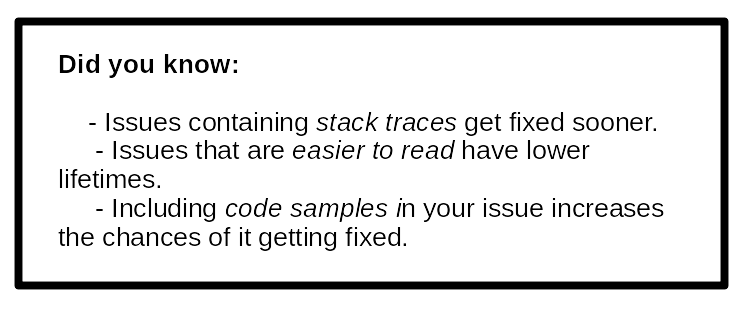 Did you know:
- Issues containing stack traces get fixed sooner.
- Issues that are easier to read have lower
lifetimes.
- Including code samples in your issue increases
the chances of it getting fixed.